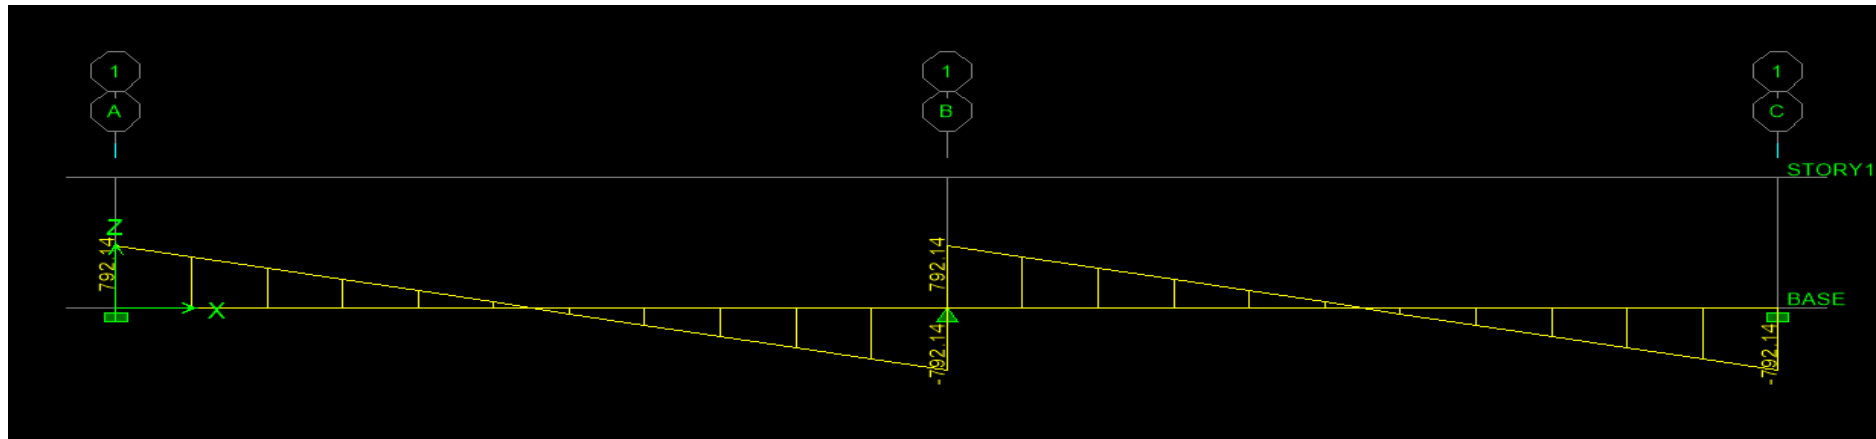 1 1 1
A B C
STORY1
Z
792.14 792.14
BASE
X
-792.14 -792.14